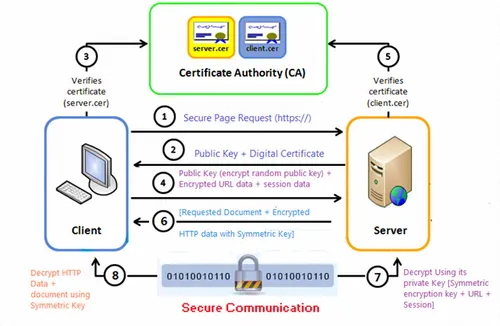 server.cer
client.cer
Certificate Authority (CA)
3
5
Verifies
certificate
(server.cer)
Verifies
certificate
(client.cer)
1
Secure Page Request (https://)
2
Public Key + Digital Certificate
4
Public Key (encrypt random public key) +
Encrypted URL data + session data
6
[Requested Document + Encrypted
HTTP data with Symmetric Key]
Client
Server
8
7
Decrypt HTTP
Data +
document using
Symmetric Key
01010010110
01010010110
Secure Communication
Decrypt Using its
private Key [Symmetric
encryption key + URL +
Session]